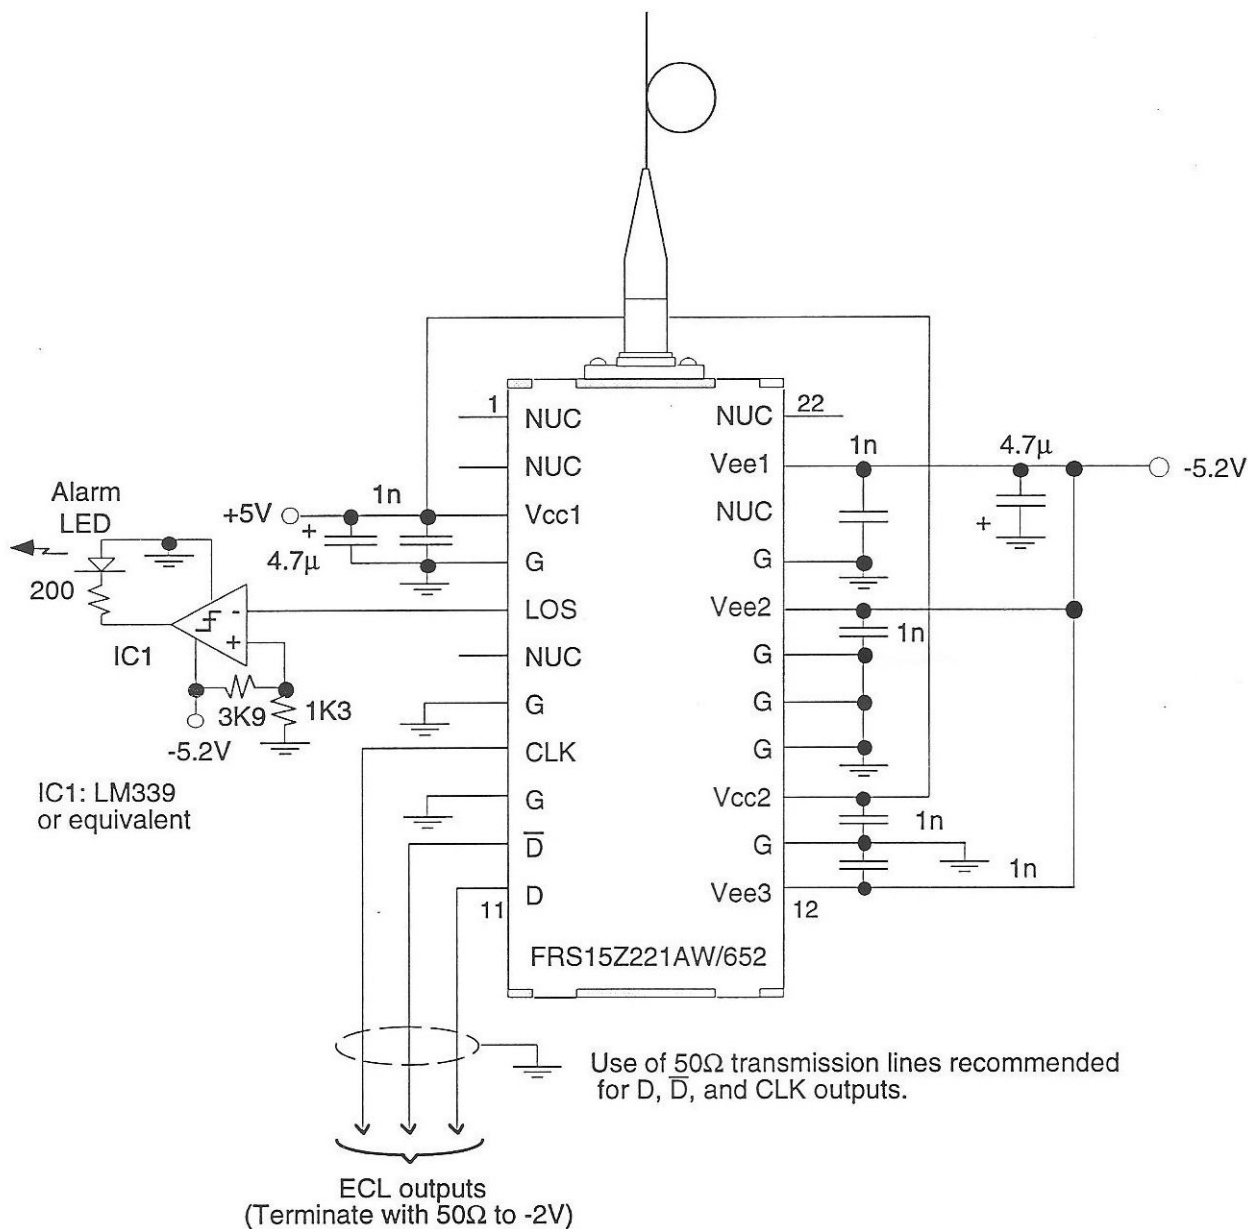 1
NUC
NUC
22
NUC
Vee1
1n
4.7µ
-5.2V
Alarm
LED
+5V
1n
+
4.7µ
Vcc1
NUC
+
G
G
200
LOS
Vee2
1n
-
+
IC1
NUC
G
3K9
1K3
-5.2V
G
G
CLK
G
IC1: LM339
or equivalent
G
Vcc2
1n
D̅
G
1n
11
D
Vee3
12
FRS15Z221AW/652
Use of 50Ω transmission lines recommended
for D, D̅, and CLK outputs.
ECL outputs
(Terminate with 50Ω to -2V)